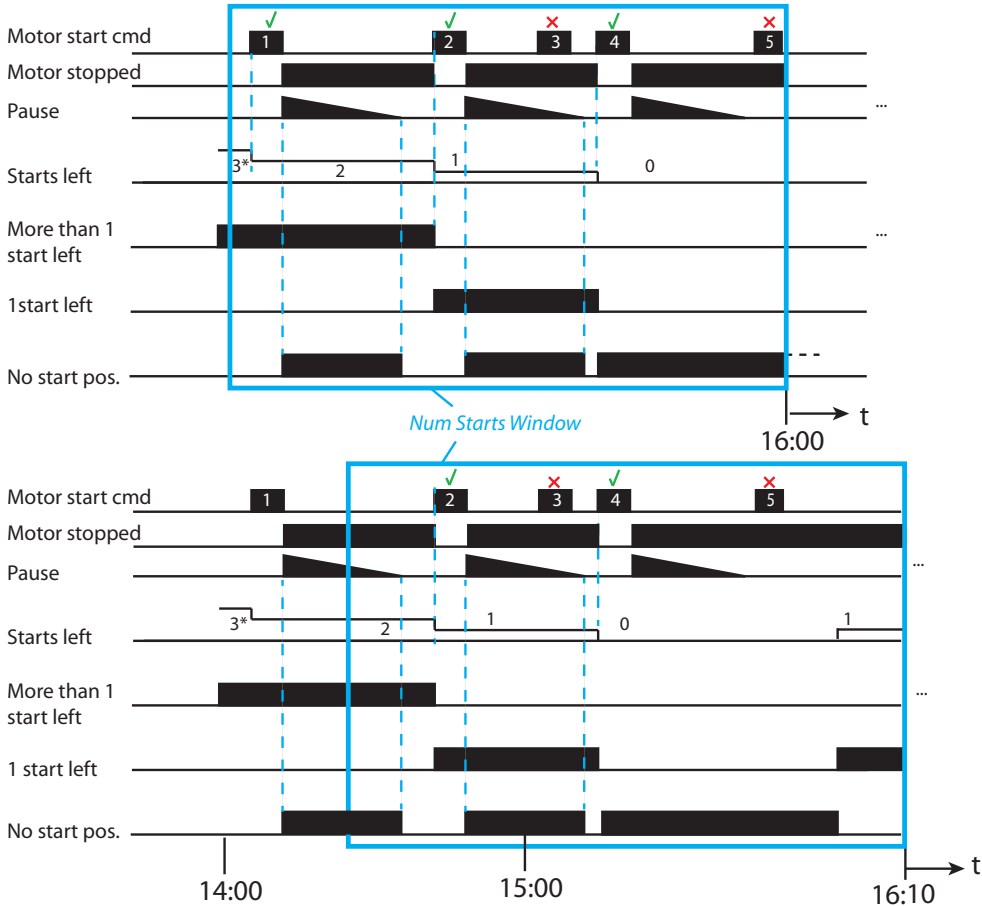 Motor start cmd
1 2 3 4 5
Motor stopped
Pause
...
Starts left
3* 2 1 0
More than 1
start left
...
1start left
No start pos.
t
Num Starts Window
16:00
Motor start cmd
1 2 3 4 5
Motor stopped
Pause
...
Starts left
3* 2 1 0 1
More than 1
start left
...
1 start left
No start pos.
t
14:00 15:00 16:10